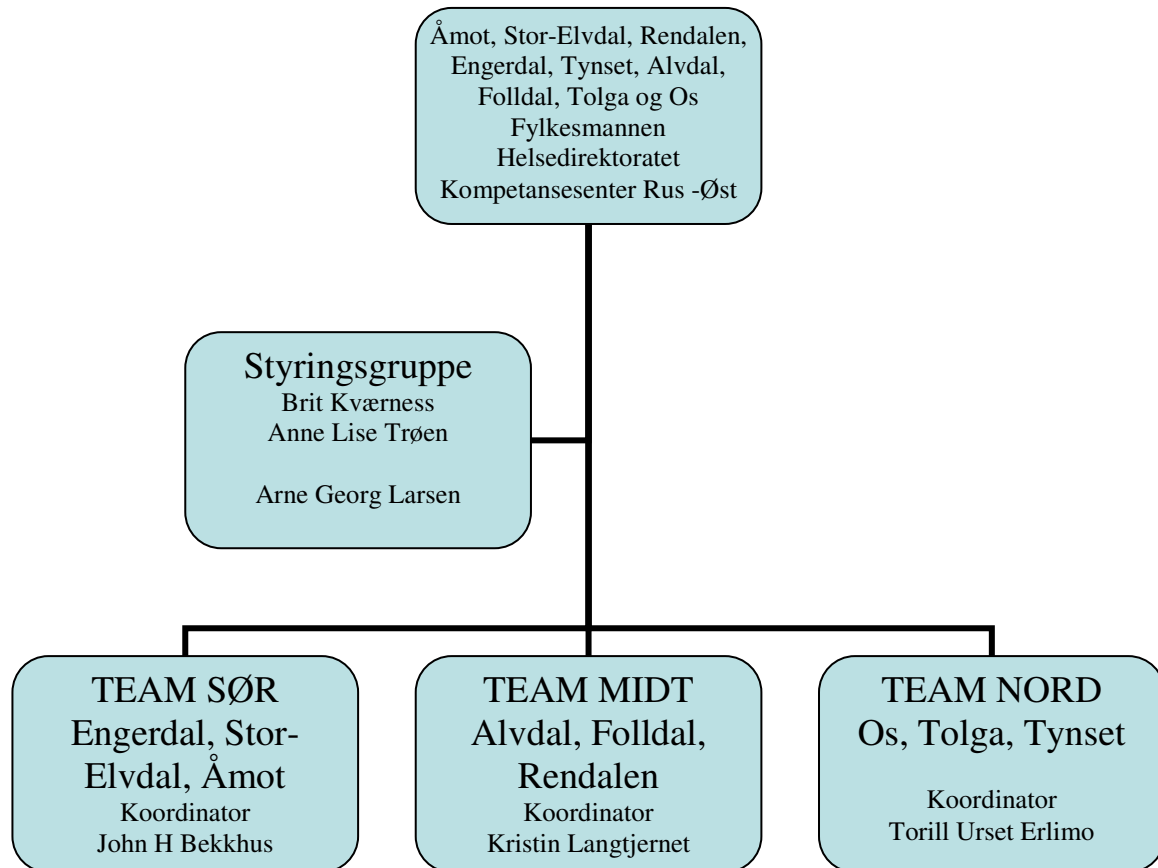 Åmot, Stor-Elvdal, Rendalen,
Engerdal, Tynset, Alvdal,
Folldal, Tolga og Os
Fylkesmannen
Helsedirektoratet
Kompetansesenter Rus -Øst
Styringsgruppe
Brit Kværness
Anne Lise Trøen
Arne Georg Larsen
TEAM SØR
Engerdal, Stor-
Elvdal, Åmot
Koordinator
John H Bekkhus
TEAM MIDT
Alvdal, Folldal,
Rendalen
Koordinator
Kristin Langtjernet
TEAM NORD
Os, Tolga, Tynset
Koordinator
Torill Urset Erlimo